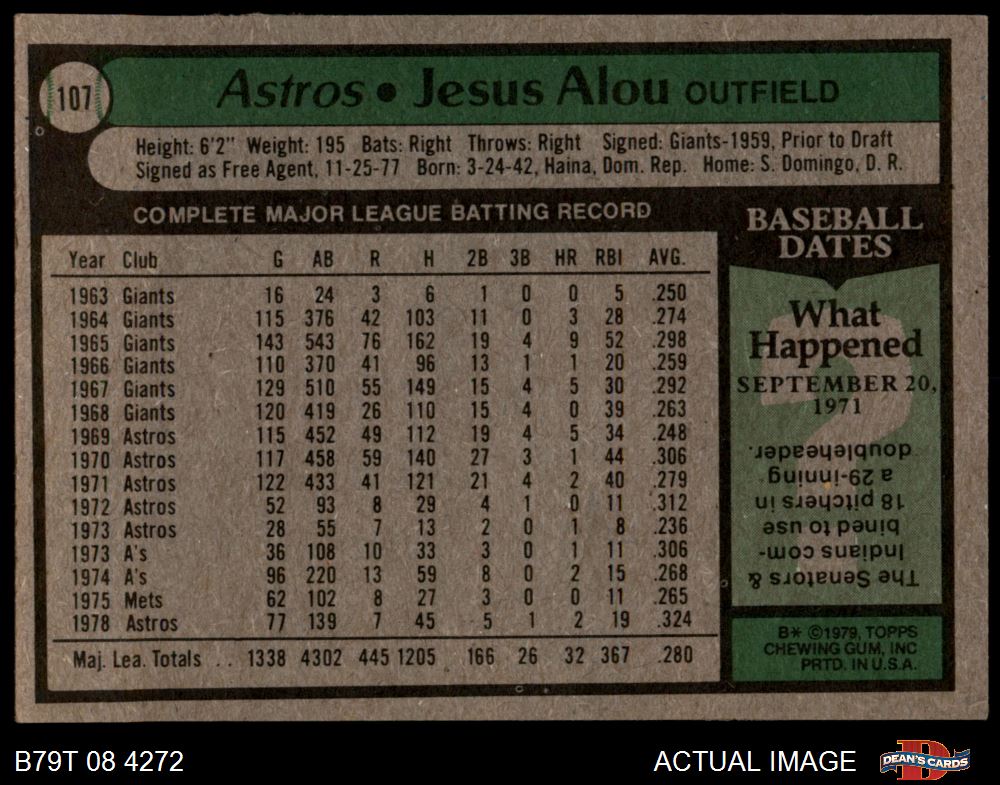 107
Astros • Jesus Alou OUTFIELD
Height: 6'2" Weight: 195 Bats: Right Throws: Right Signed: Giants-1959, Prior to Draft
Signed as Free Agent, 11-25-77 Born: 3-24-42, Haina, Dom. Rep. Home: S. Domingo, D. R.
COMPLETE MAJOR LEAGUE BATTING RECORD
Year Club G AB R H 2B 3B HR RBI AVG.
1963 Giants 16 24 3 6 1 0 0 5 .250
1964 Giants 115 376 42 103 11 0 3 28 .274
1965 Giants 143 543 76 162 19 4 9 52 .298
1966 Giants 110 370 41 96 13 1 1 20 .259
1967 Giants 129 510 55 149 15 4 5 30 .292
1968 Giants 120 419 26 110 15 4 0 39 .263
1969 Astros 115 452 49 112 19 4 5 34 .248
1970 Astros 117 458 59 140 27 3 1 44 .306
1971 Astros 122 433 41 121 21 4 2 40 .279
1972 Astros 52 93 8 29 4 1 0 11 .312
1973 Astros 28 55 7 13 2 0 1 8 .236
1973 A's 36 108 10 33 3 0 1 11 .306
1974 A's 96 220 13 59 8 0 2 15 .268
1975 Mets 62 102 8 27 3 0 0 11 .265
1978 Astros 77 139 7 45 5 1 2 19 .324
Maj. Lea. Totals . . 1338 4302 445 1205 166 26 32 367 .280
BASEBALL
DATES
What
Happened
SEPTEMBER 20,
1971
The Senators &
Indians com-
bined to use
18 pitchers in
a 29-inning
doubleheader.
B* ©1979, TOPPS
CHEWING GUM, INC
PRTD. IN U.S.A.
B79T 08 4272
ACTUAL IMAGE
DEAN'S CARDS